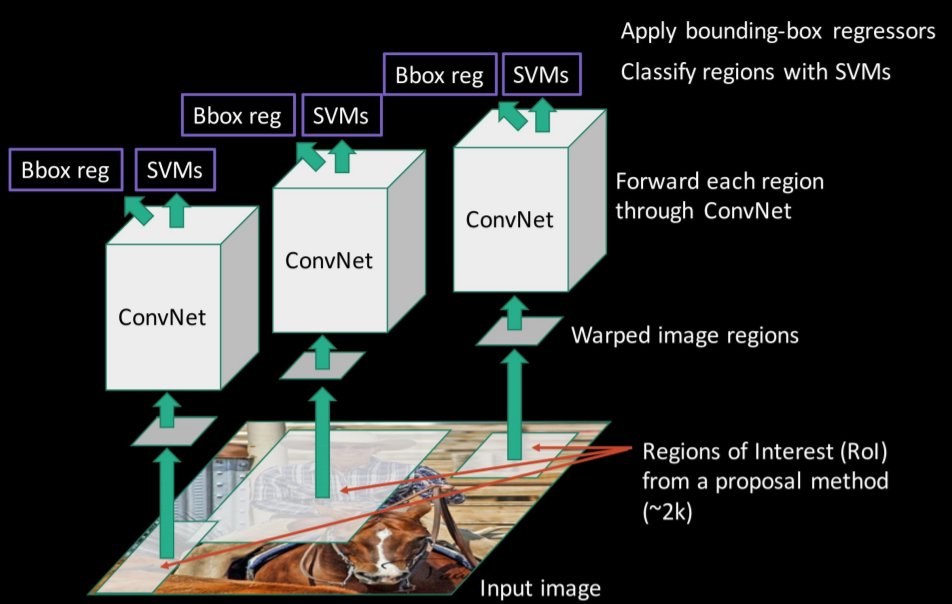 Apply bounding-box regressors
Classify regions with SVMs
Bbox reg
SVMs
Bbox reg
SVMs
Bbox reg
SVMs
Forward each region
through ConvNet
ConvNet
ConvNet
ConvNet
Warped image regions
Regions of Interest (RoI)
from a proposal method
(~2k)
Input image